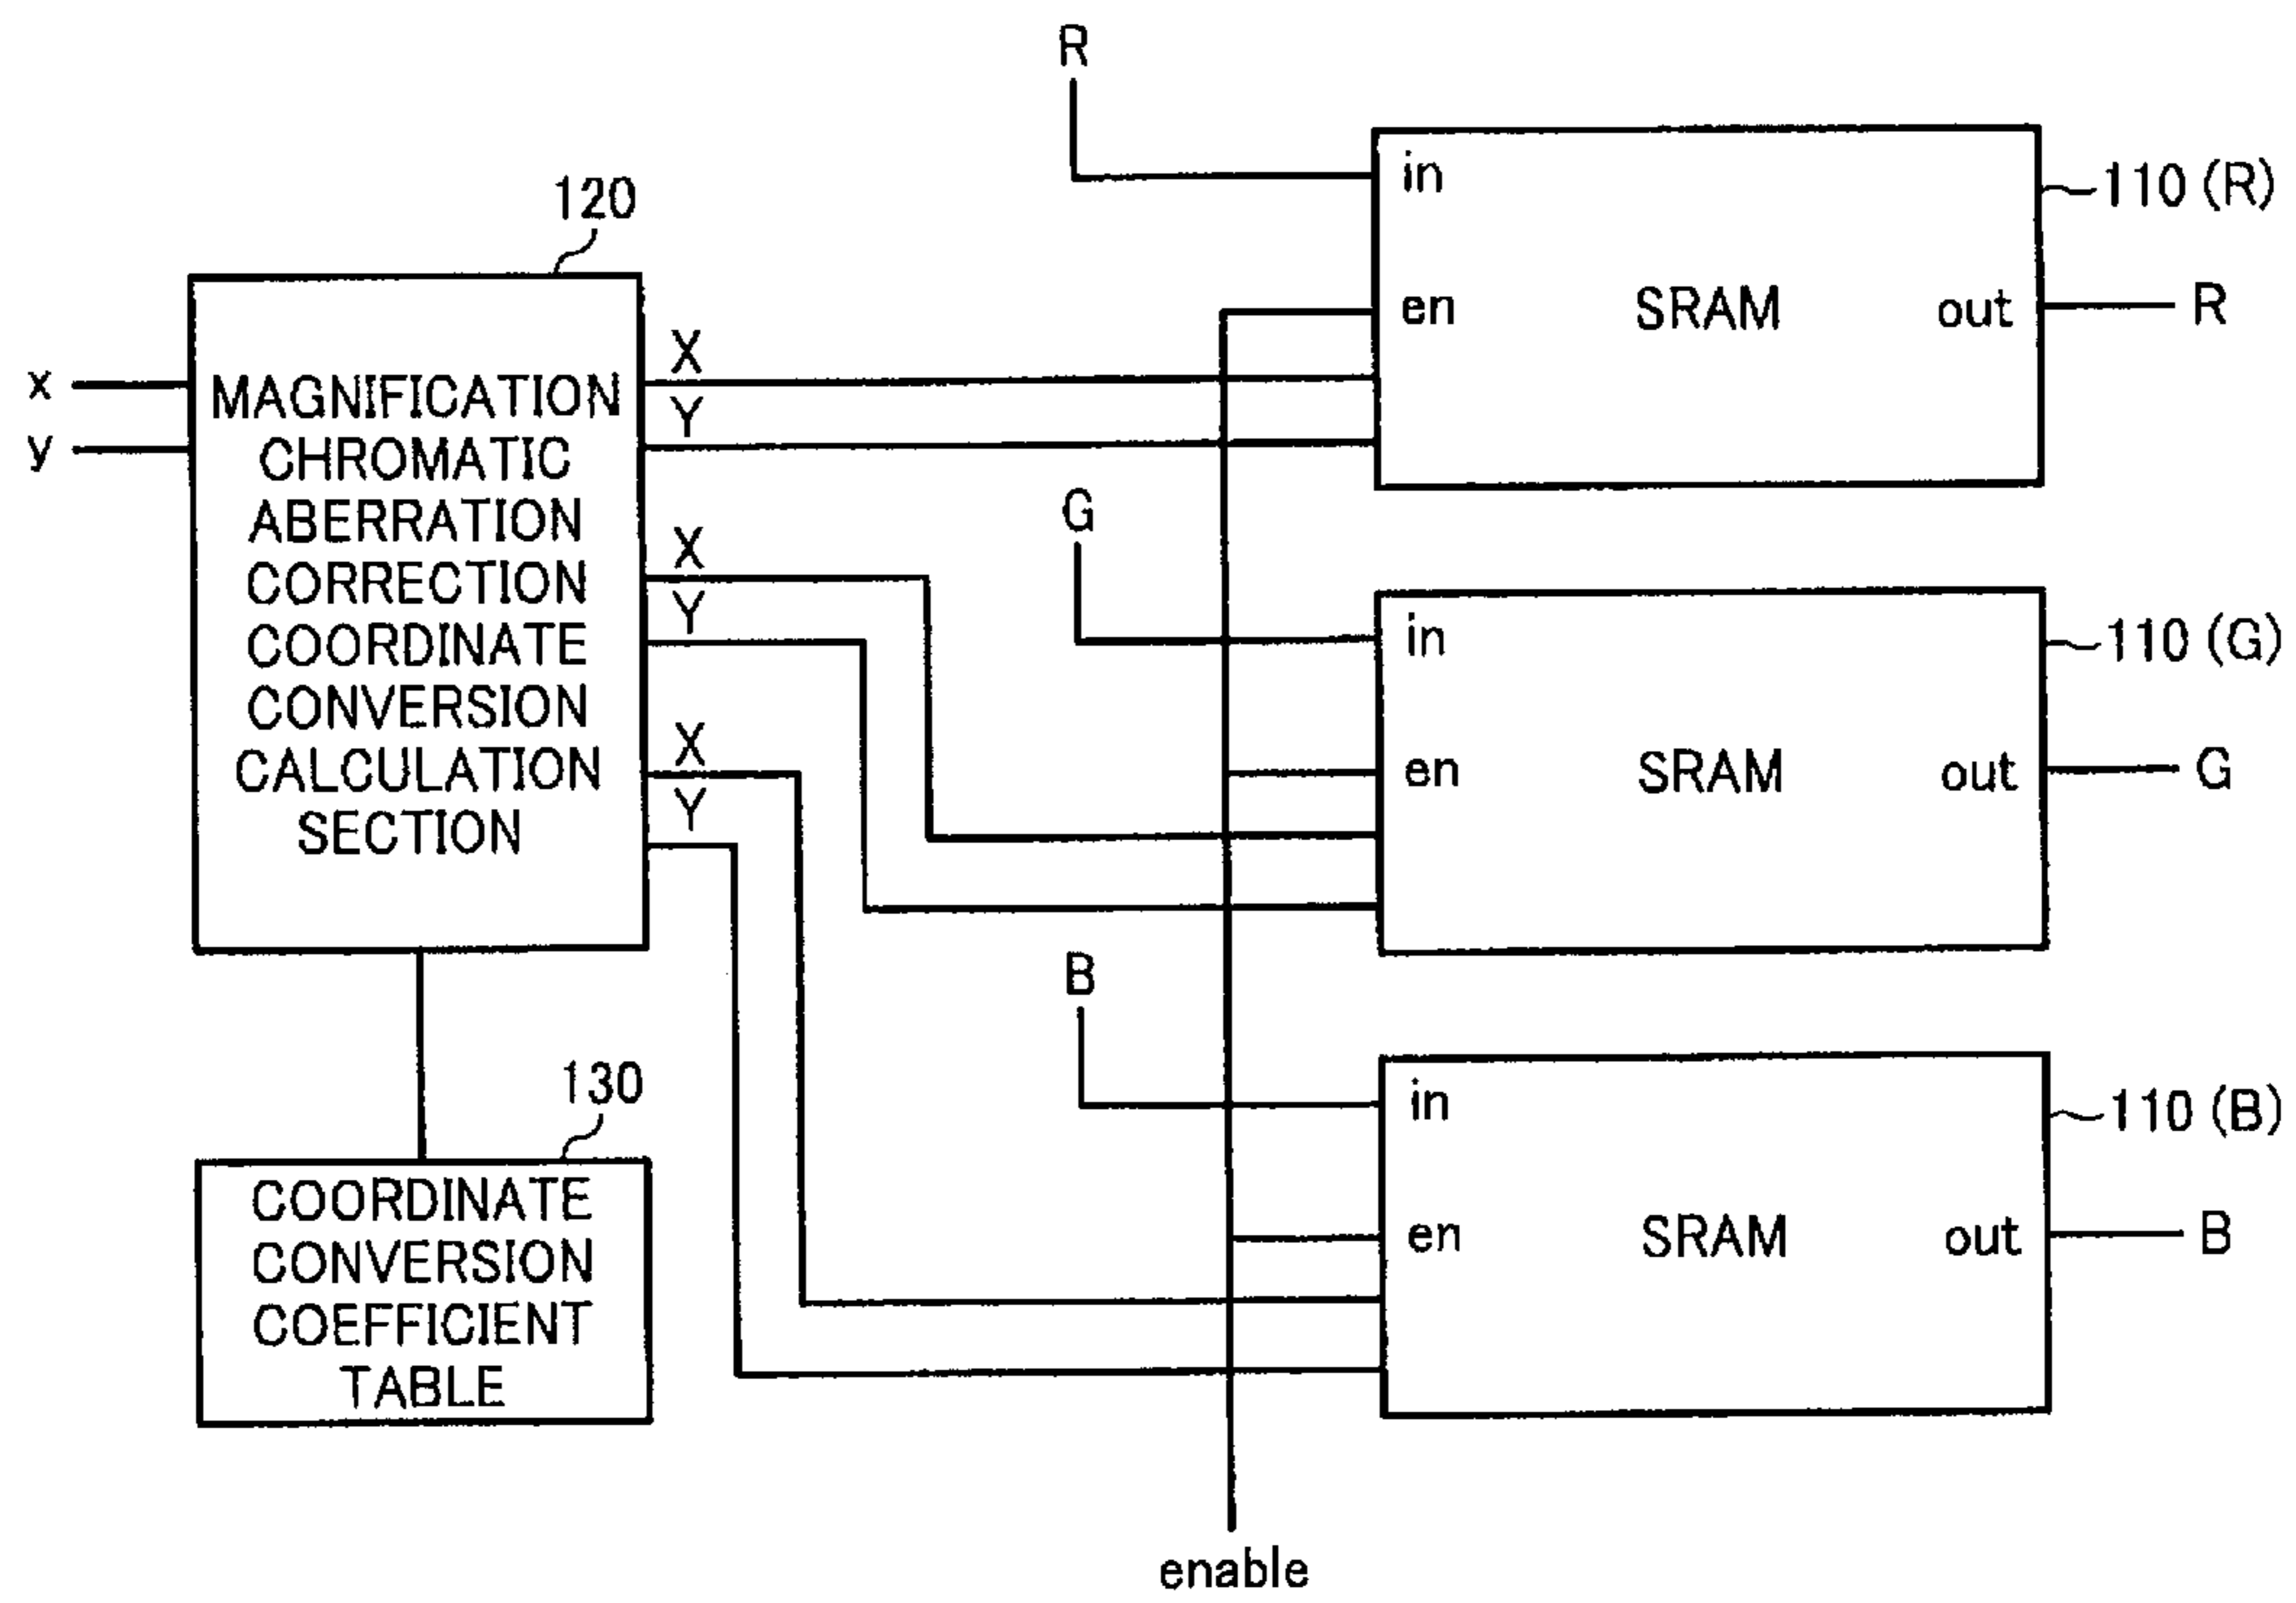 R
120
x
y
MAGNIFICATION
CHROMATIC
ABERRATION
CORRECTION
COORDINATE
CONVERSION
CALCULATION
SECTION
X
Y
X
Y
X
Y
130
COORDINATE
CONVERSION
COEFFICIENT
TABLE
in
en
SRAM
out
110 (R)
R
G
in
en
SRAM
out
110 (G)
G
B
in
en
SRAM
out
110 (B)
B
enable